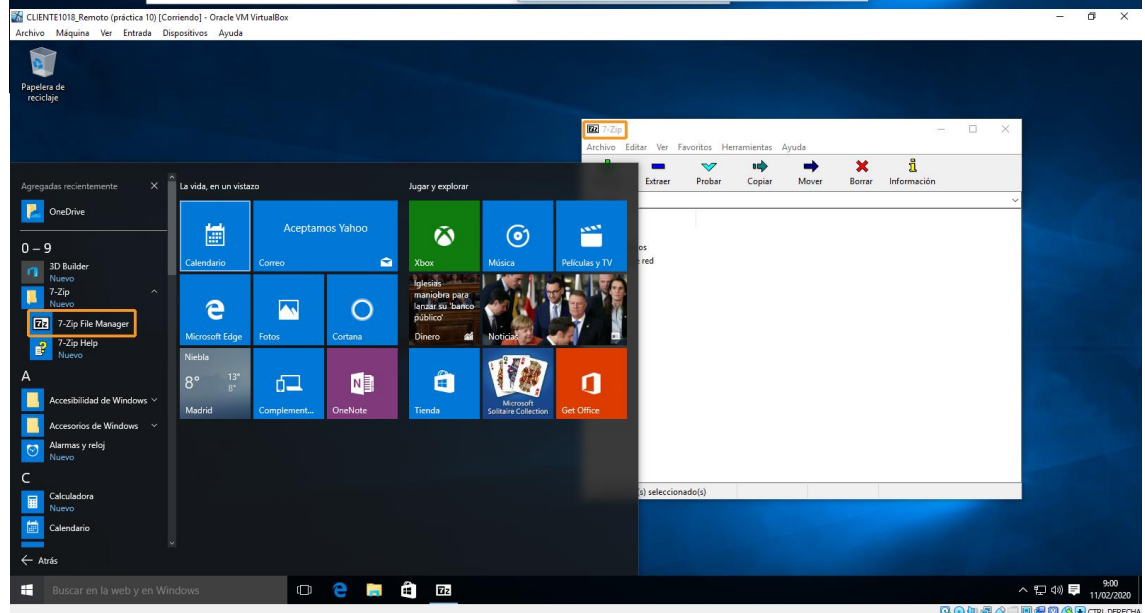 CLIENTE1018_Remoto (práctica 10) [Corriendo] - Oracle VM VirtualBox
Archivo Máquina Ver Entrada Dispositivos Ayuda
Papelera de
reciclaje
7-Zip
Archivo Editar Ver Favoritos Herramientas Ayuda
Extraer Probar Copiar Mover Borrar Información
os
red
(s) seleccionado(s)
Agregadas recientemente
OneDrive
0 – 9
3D Builder
Nuevo
7-Zip
Nuevo
7-Zip File Manager
7-Zip Help
Nuevo
A
Accesibilidad de Windows
Accesorios de Windows
Alarmas y reloj
Nuevo
C
Calculadora
Nuevo
Calendario
Atrás
La vida, en un vistazo
Calendario
Aceptamos Yahoo
Correo
Microsoft Edge
Fotos
Cortana
Niebla
8° 13°
8°
Madrid
Complement...
OneNote
Jugar y explorar
Xbox
Música
Películas y TV
Iglesias
maniobra para
lanzar su 'banco
público'
Dinero
Noticias
Tienda
Microsoft
Solitaire Collection
Get Office
Buscar en la web y en Windows
9:00
11/02/2020
CTRL DERECHA